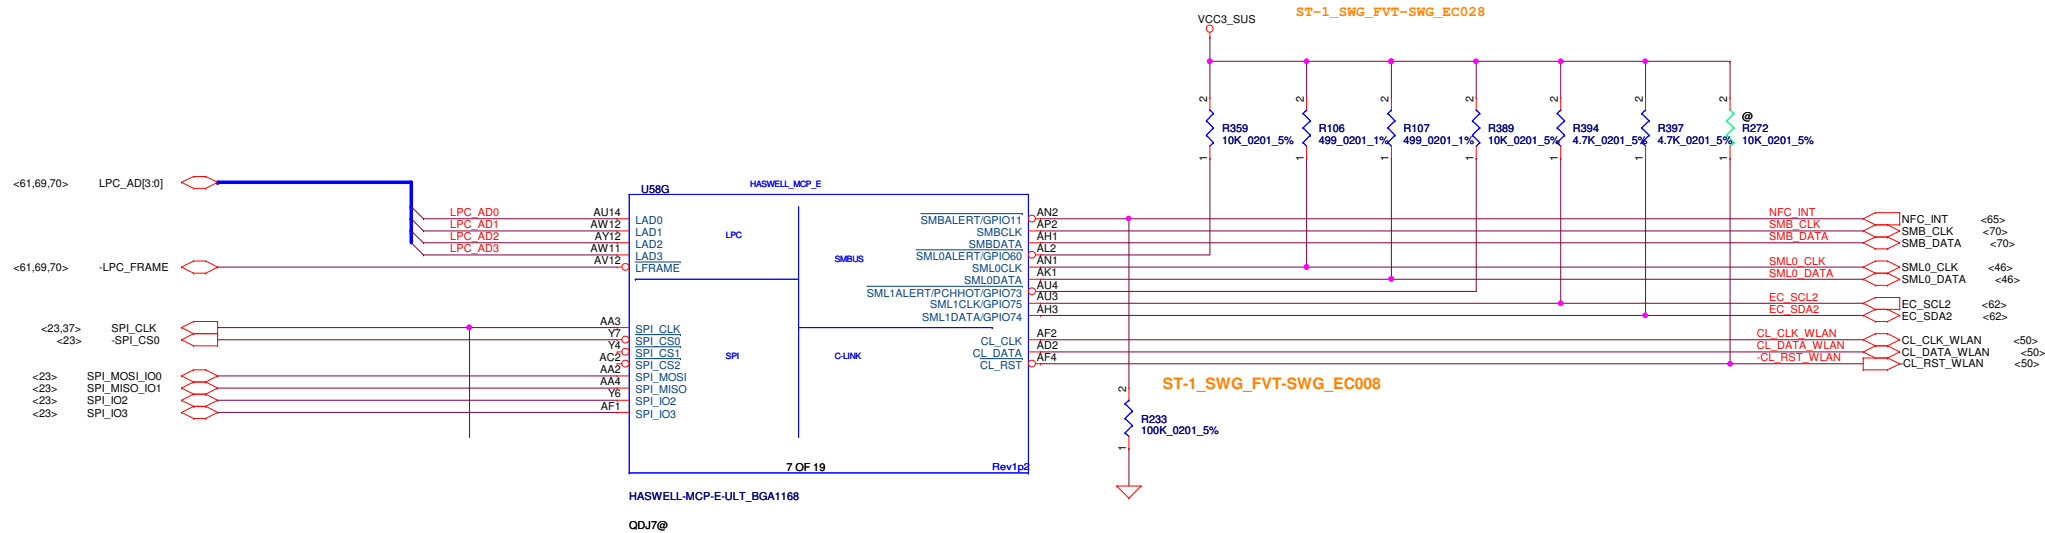 ST-1_SWG_FVT-SWG_EC028
VCC3_SUS
2 2 2 2 2 2 2
@
R359 R106 R107 R389 R394 R397 R272
10K_0201_5% 499_0201_1% 499_0201_1% 10K_0201_5% 4.7K_0201_5% 4.7K_0201_5% 10K_0201_5%
1 1 1 1 1 1 1
<61,69,70> LPC_AD[3:0]
U58G HASWELL_MCP_E
LPC_AD0 AU14 LAD0 SMBALERT/GPIO11 AN2 NFC_INT NFC_INT <65>
LPC_AD1 AW12 LAD1 SMBCLK AP2 SMB_CLK SMB_CLK <70>
LPC
LPC_AD2 AY12 LAD2 SMBDATA AH1 SMB_DATA SMB_DATA <70>
LPC_AD3 AW11 LAD3 SML0ALERT/GPIO60 AL2
SMBUS
<61,69,70> -LPC_FRAME AV12 LFRAME SML0CLK AN1 SML0_CLK SML0_CLK <46>
SML0DATA AK1 SML0_DATA SML0_DATA <46>
SML1ALERT/PCHHOT/GPIO73 AU4
SML1CLK/GPIO75 AU3 EC_SCL2 EC_SCL2 <62>
SML1DATA/GPIO74 AH3 EC_SDA2 EC_SDA2 <62>
<23,37> SPI_CLK AA3 SPI_CLK
<23> -SPI_CS0 Y7 SPI_CS0 CL_CLK AF2 CL_CLK_WLAN CL_CLK_WLAN <50>
Y4 SPI_CS1 SPI C-LINK CL_DATA AD2 CL_DATA_WLAN CL_DATA_WLAN <50>
AC2 SPI_CS2 CL_RST AF4 -CL_RST_WLAN CL_RST_WLAN <50>
<23> SPI_MOSI_IO0 AA2 SPI_MOSI
<23> SPI_MISO_IO1 AA4 SPI_MISO
<23> SPI_IO2 Y6 SPI_IO2
<23> SPI_IO3 AF1 SPI_IO3
ST-1_SWG_FVT-SWG_EC008
2
R233
100K_0201_5%
1
7 OF 19 Rev1p2
HASWELL-MCP-E-ULT_BGA1168
QDJ7@